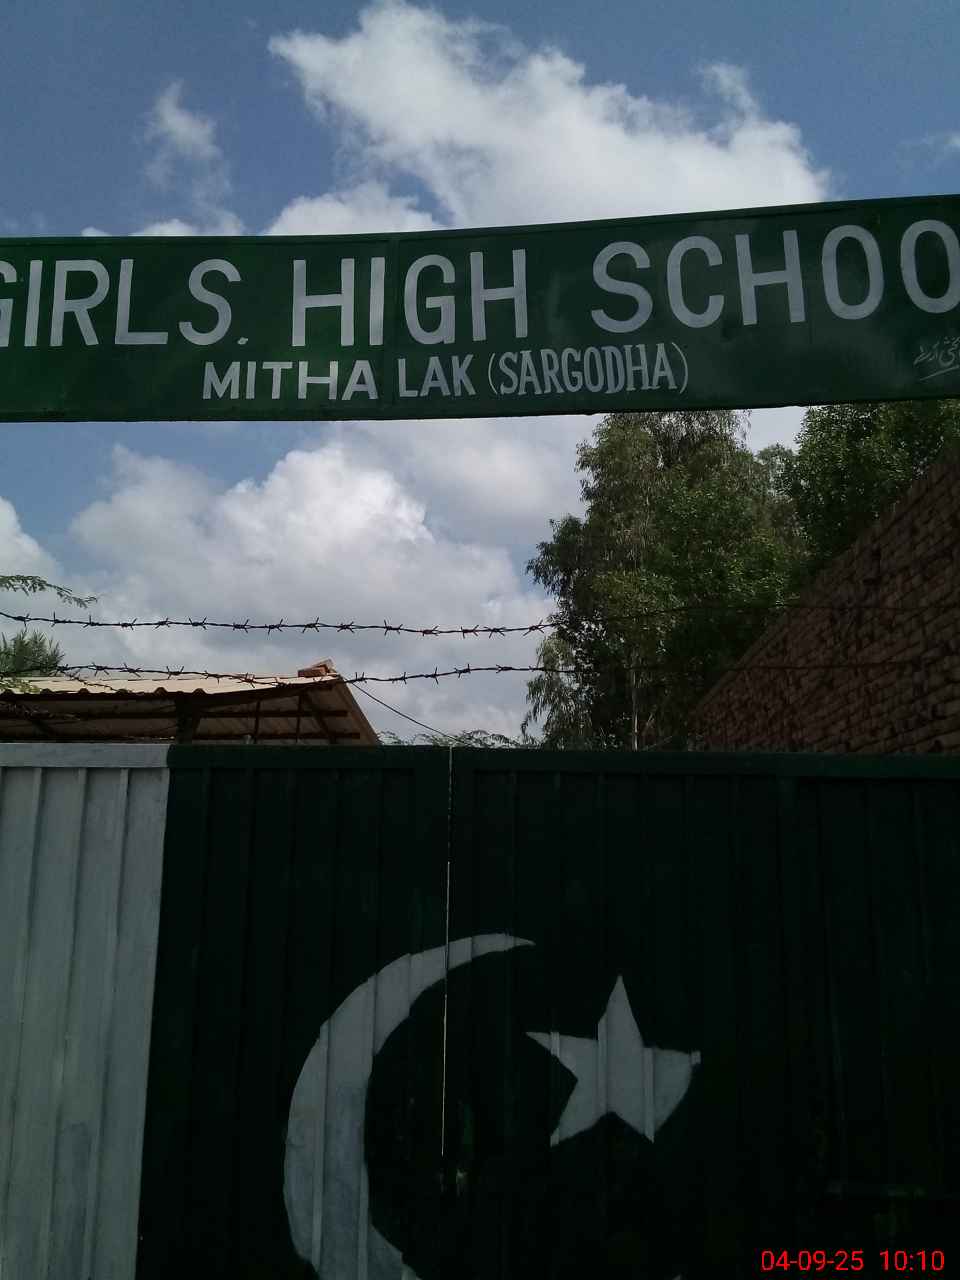 GIRLS. HIGH SCHOO
MITHA LAK (SARGODHA)
04-09-25 10:10